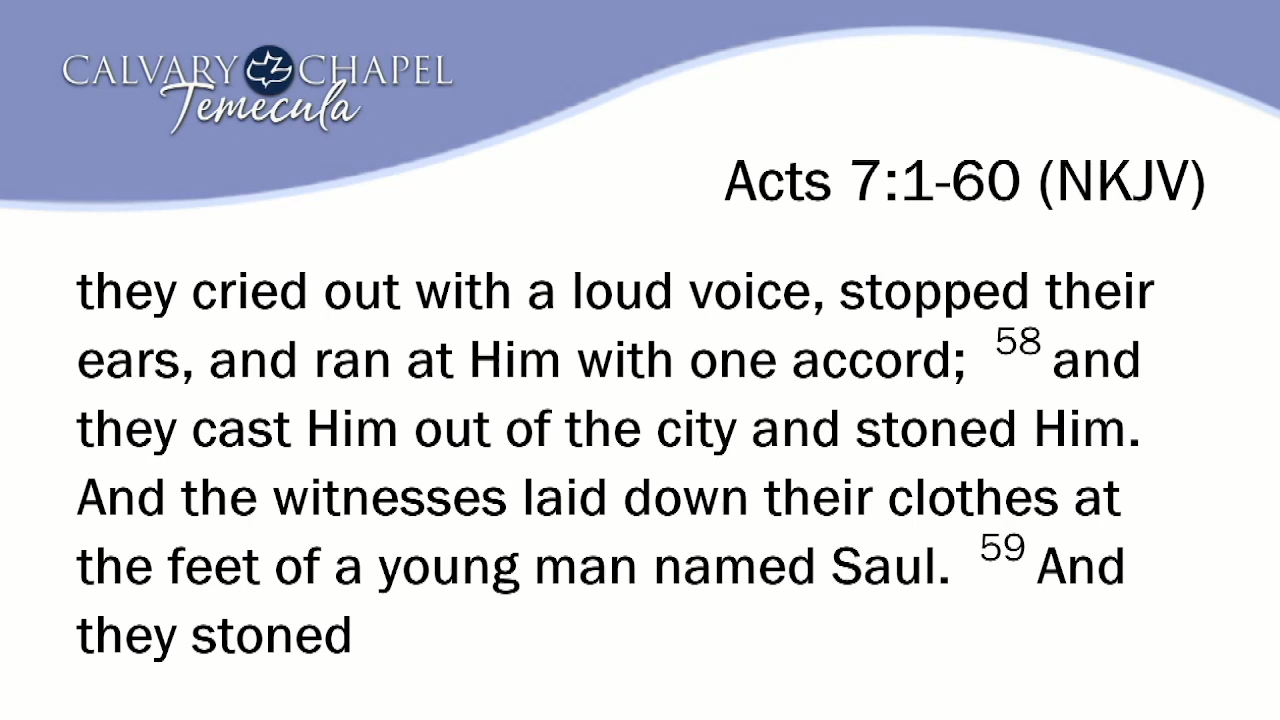 CALVARY CHAPEL
Temecula
Acts 7:1-60 (NKJV)
they cried out with a loud voice, stopped their
ears, and ran at Him with one accord; 58 and
they cast Him out of the city and stoned Him.
And the witnesses laid down their clothes at
the feet of a young man named Saul. 59 And
they stoned